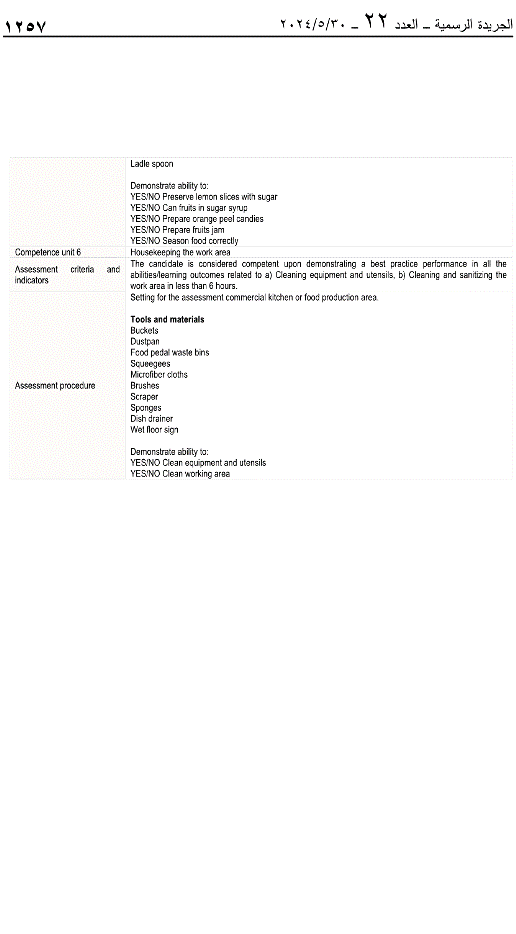 الجريدة الرسمية – العدد ٢٢ – ٢٠٢٤/٥/٣٠
١٢٥٧
Ladle spoon
Demonstrate ability to:
YES/NO Preserve lemon slices with sugar
YES/NO Can fruits in sugar syrup
YES/NO Prepare orange peel candies
YES/NO Prepare fruits jam
YES/NO Season food correctly
Competence unit 6
Housekeeping the work area
Assessment criteria and
indicators
The candidate is considered competent upon demonstrating a best practice performance in all the
abilities/learning outcomes related to a) Cleaning equipment and utensils, b) Cleaning and sanitizing the
work area in less than 6 hours.
Assessment procedure
Setting for the assessment commercial kitchen or food production area.
Tools and materials
Buckets
Dustpan
Food pedal waste bins
Squeegees
Microfiber cloths
Brushes
Scraper
Sponges
Dish drainer
Wet floor sign
Demonstrate ability to:
YES/NO Clean equipment and utensils
YES/NO Clean working area